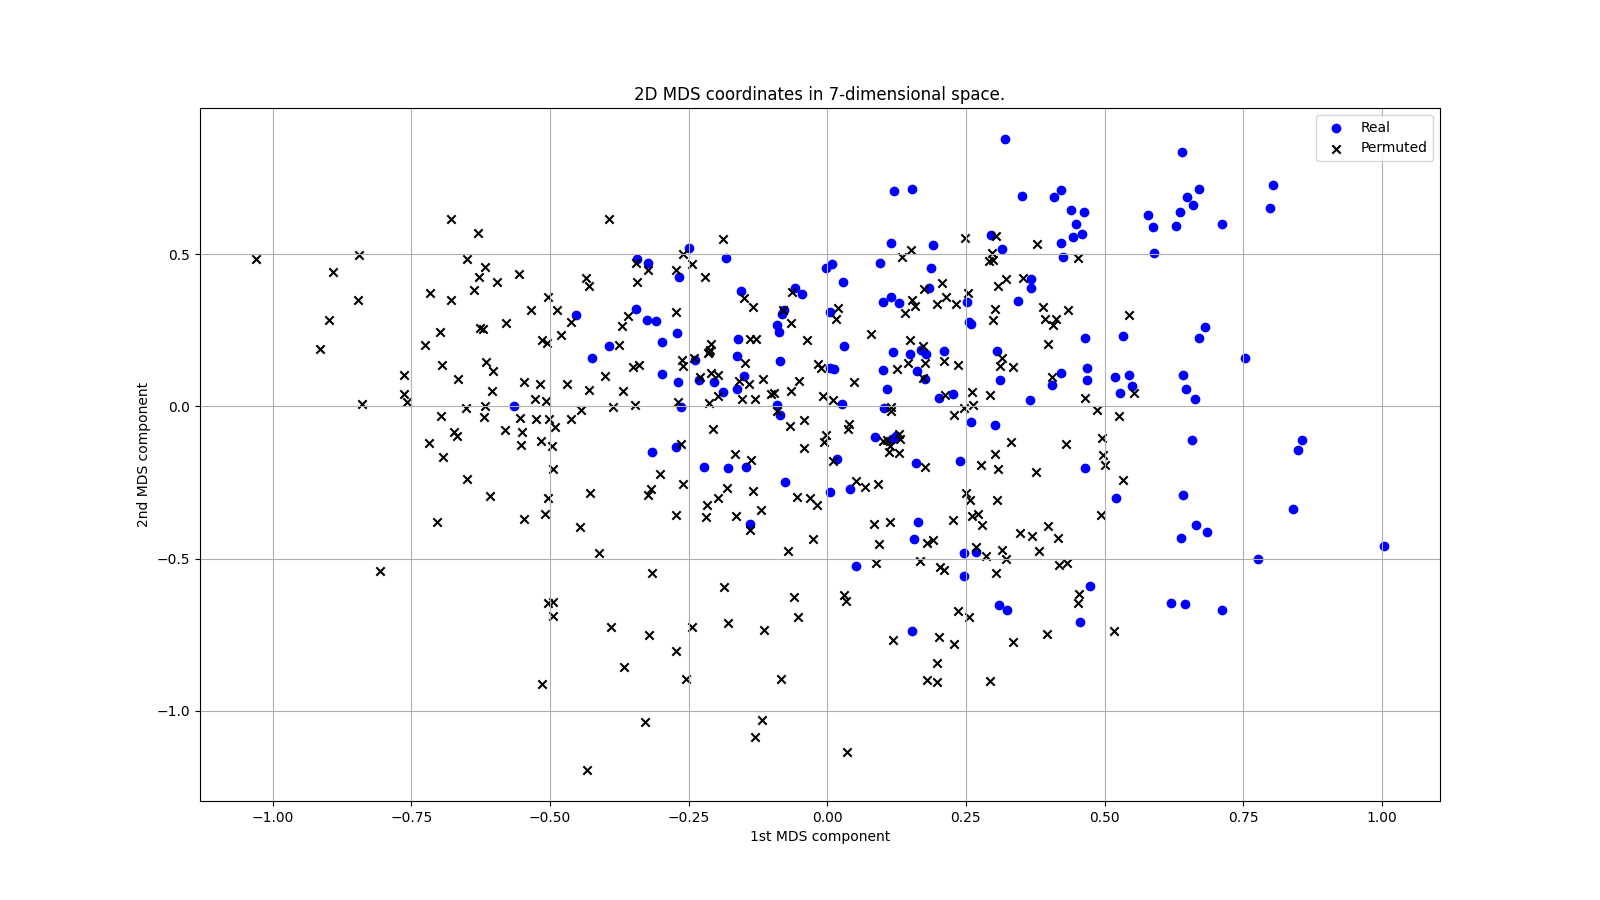 2D MDS coordinates in 7-dimensional space.
Real
Permuted
2nd MDS component
0.5
0.0
−0.5
−1.0
−1.00 −0.75 −0.50 −0.25 0.00 0.25 0.50 0.75 1.00
1st MDS component